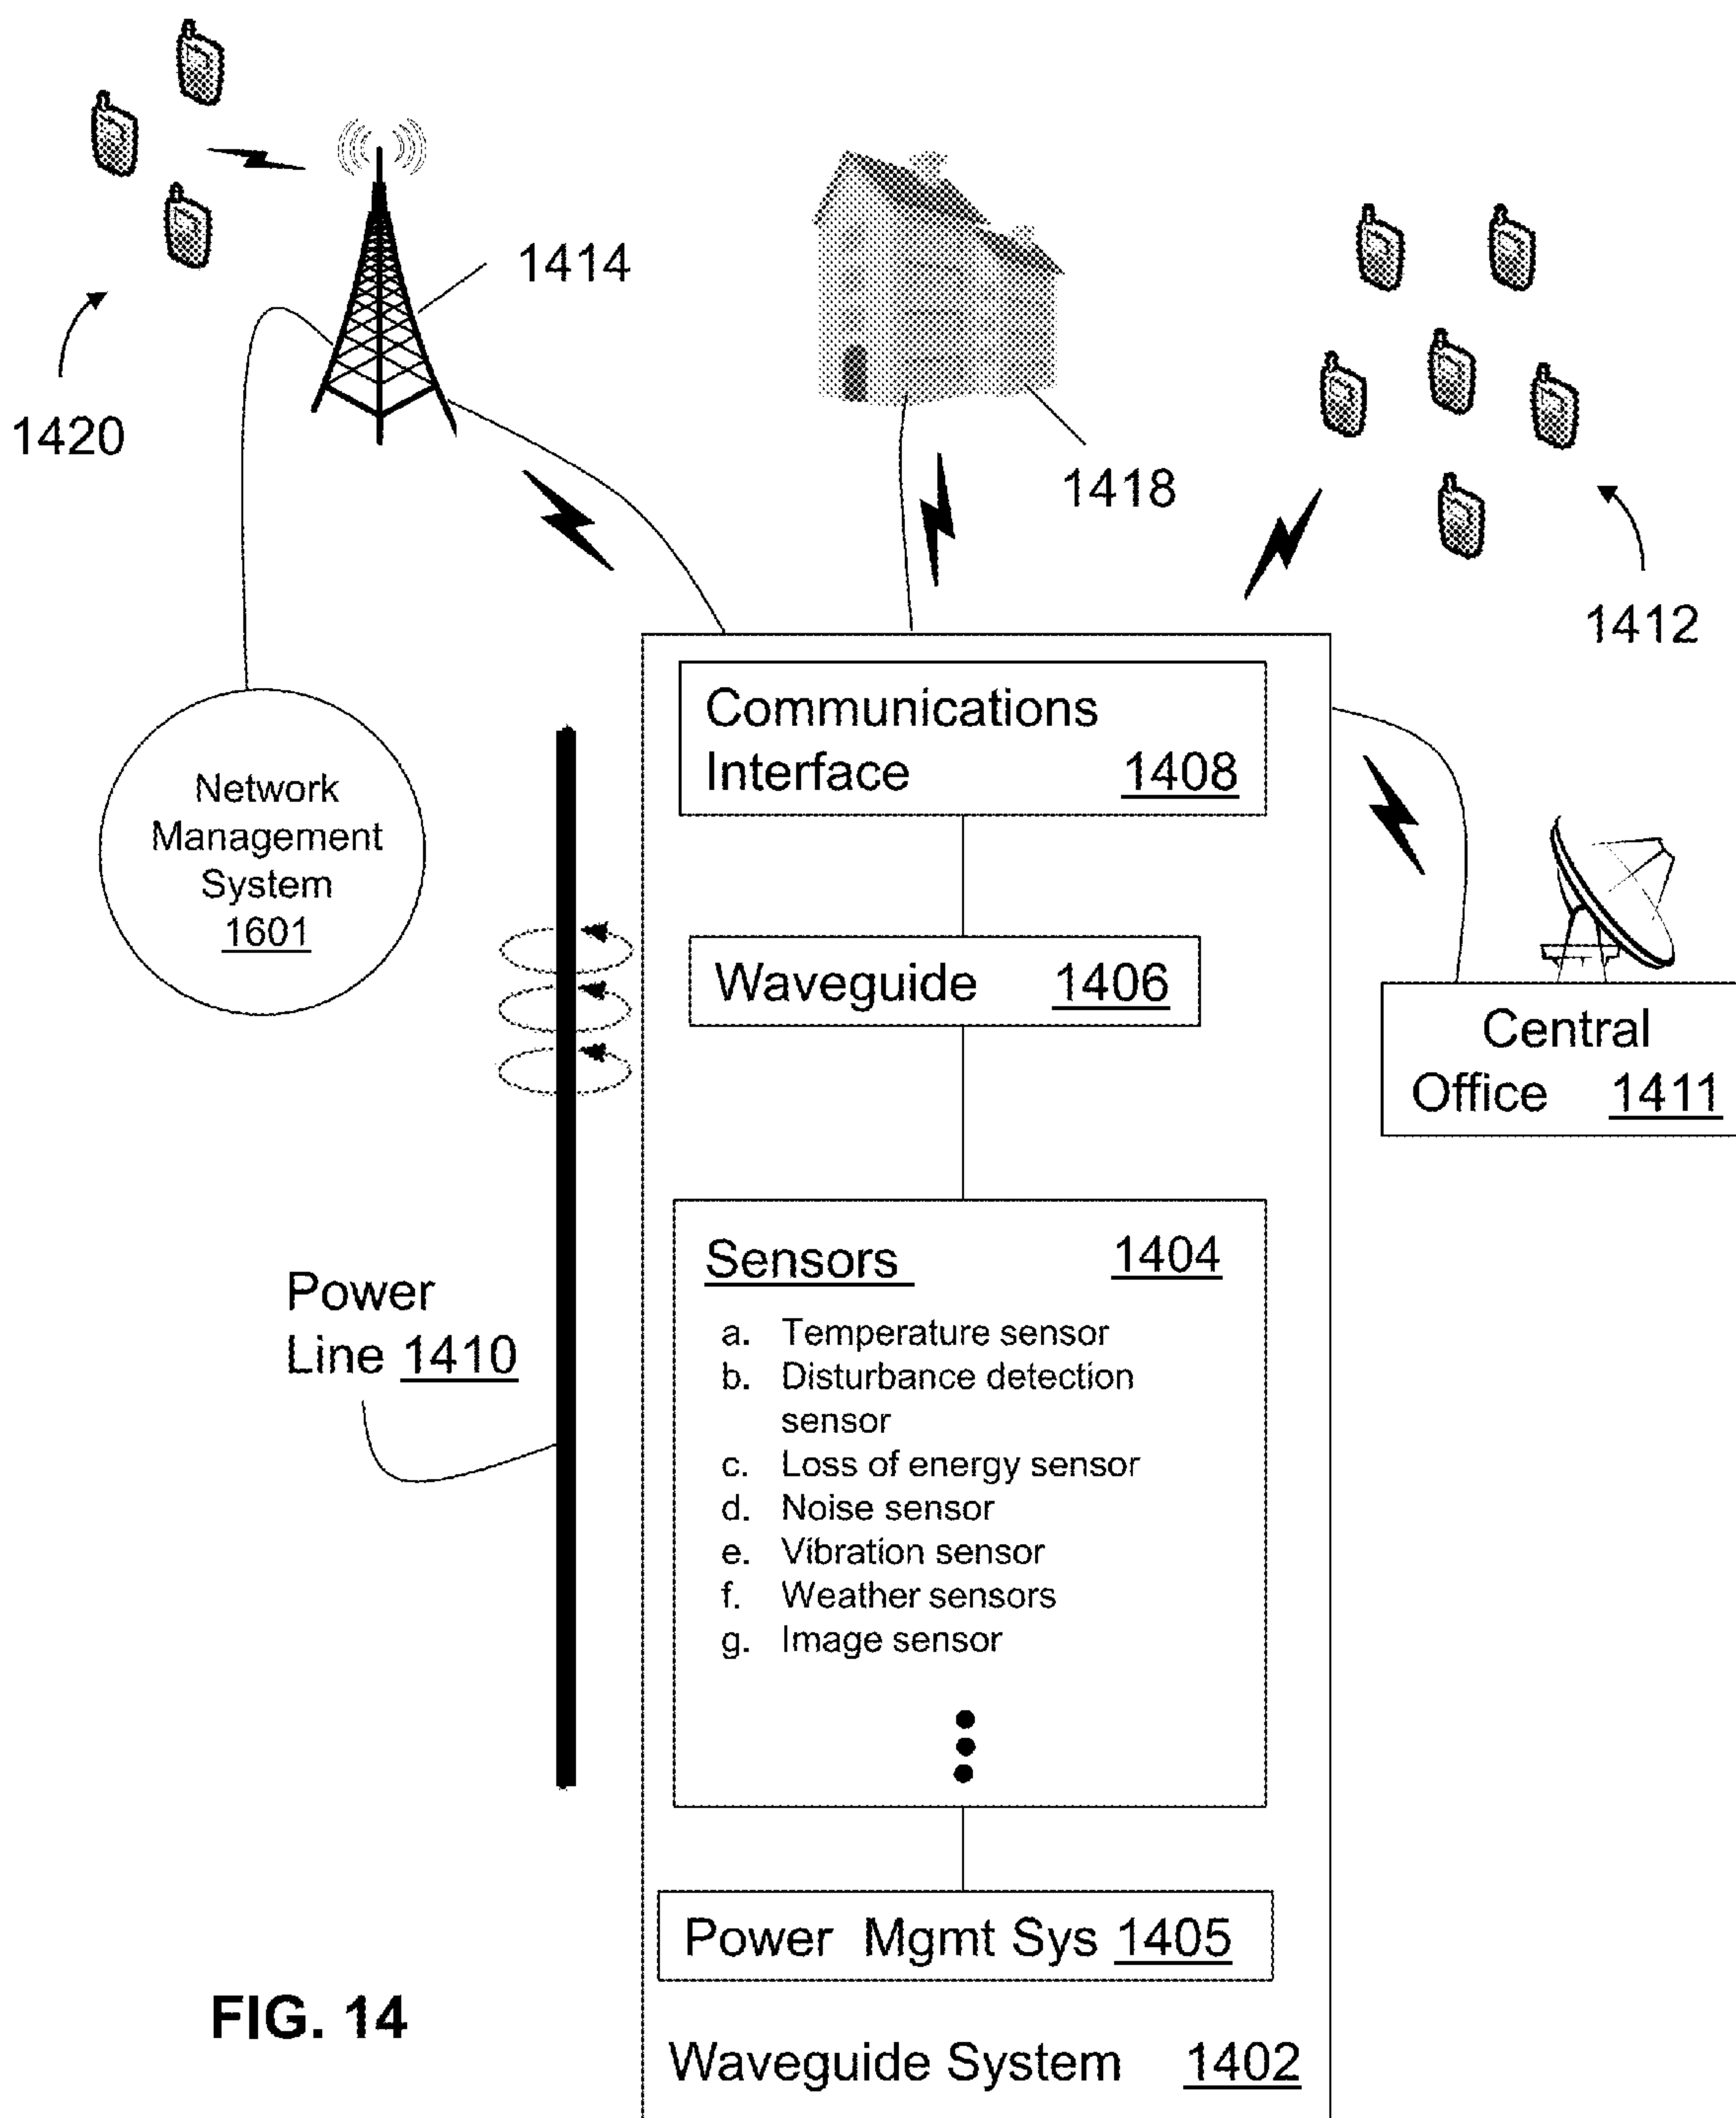 1414
1420
1418
1412
Communications
Interface 1408
Network
Management
System
1601
Waveguide 1406
Central
Office 1411
Sensors 1404
a. Temperature sensor
b. Disturbance detection
sensor
c. Loss of energy sensor
d. Noise sensor
e. Vibration sensor
f. Weather sensors
g. Image sensor
Power
Line 1410
Power Mgmt Sys 1405
Waveguide System 1402
FIG. 14